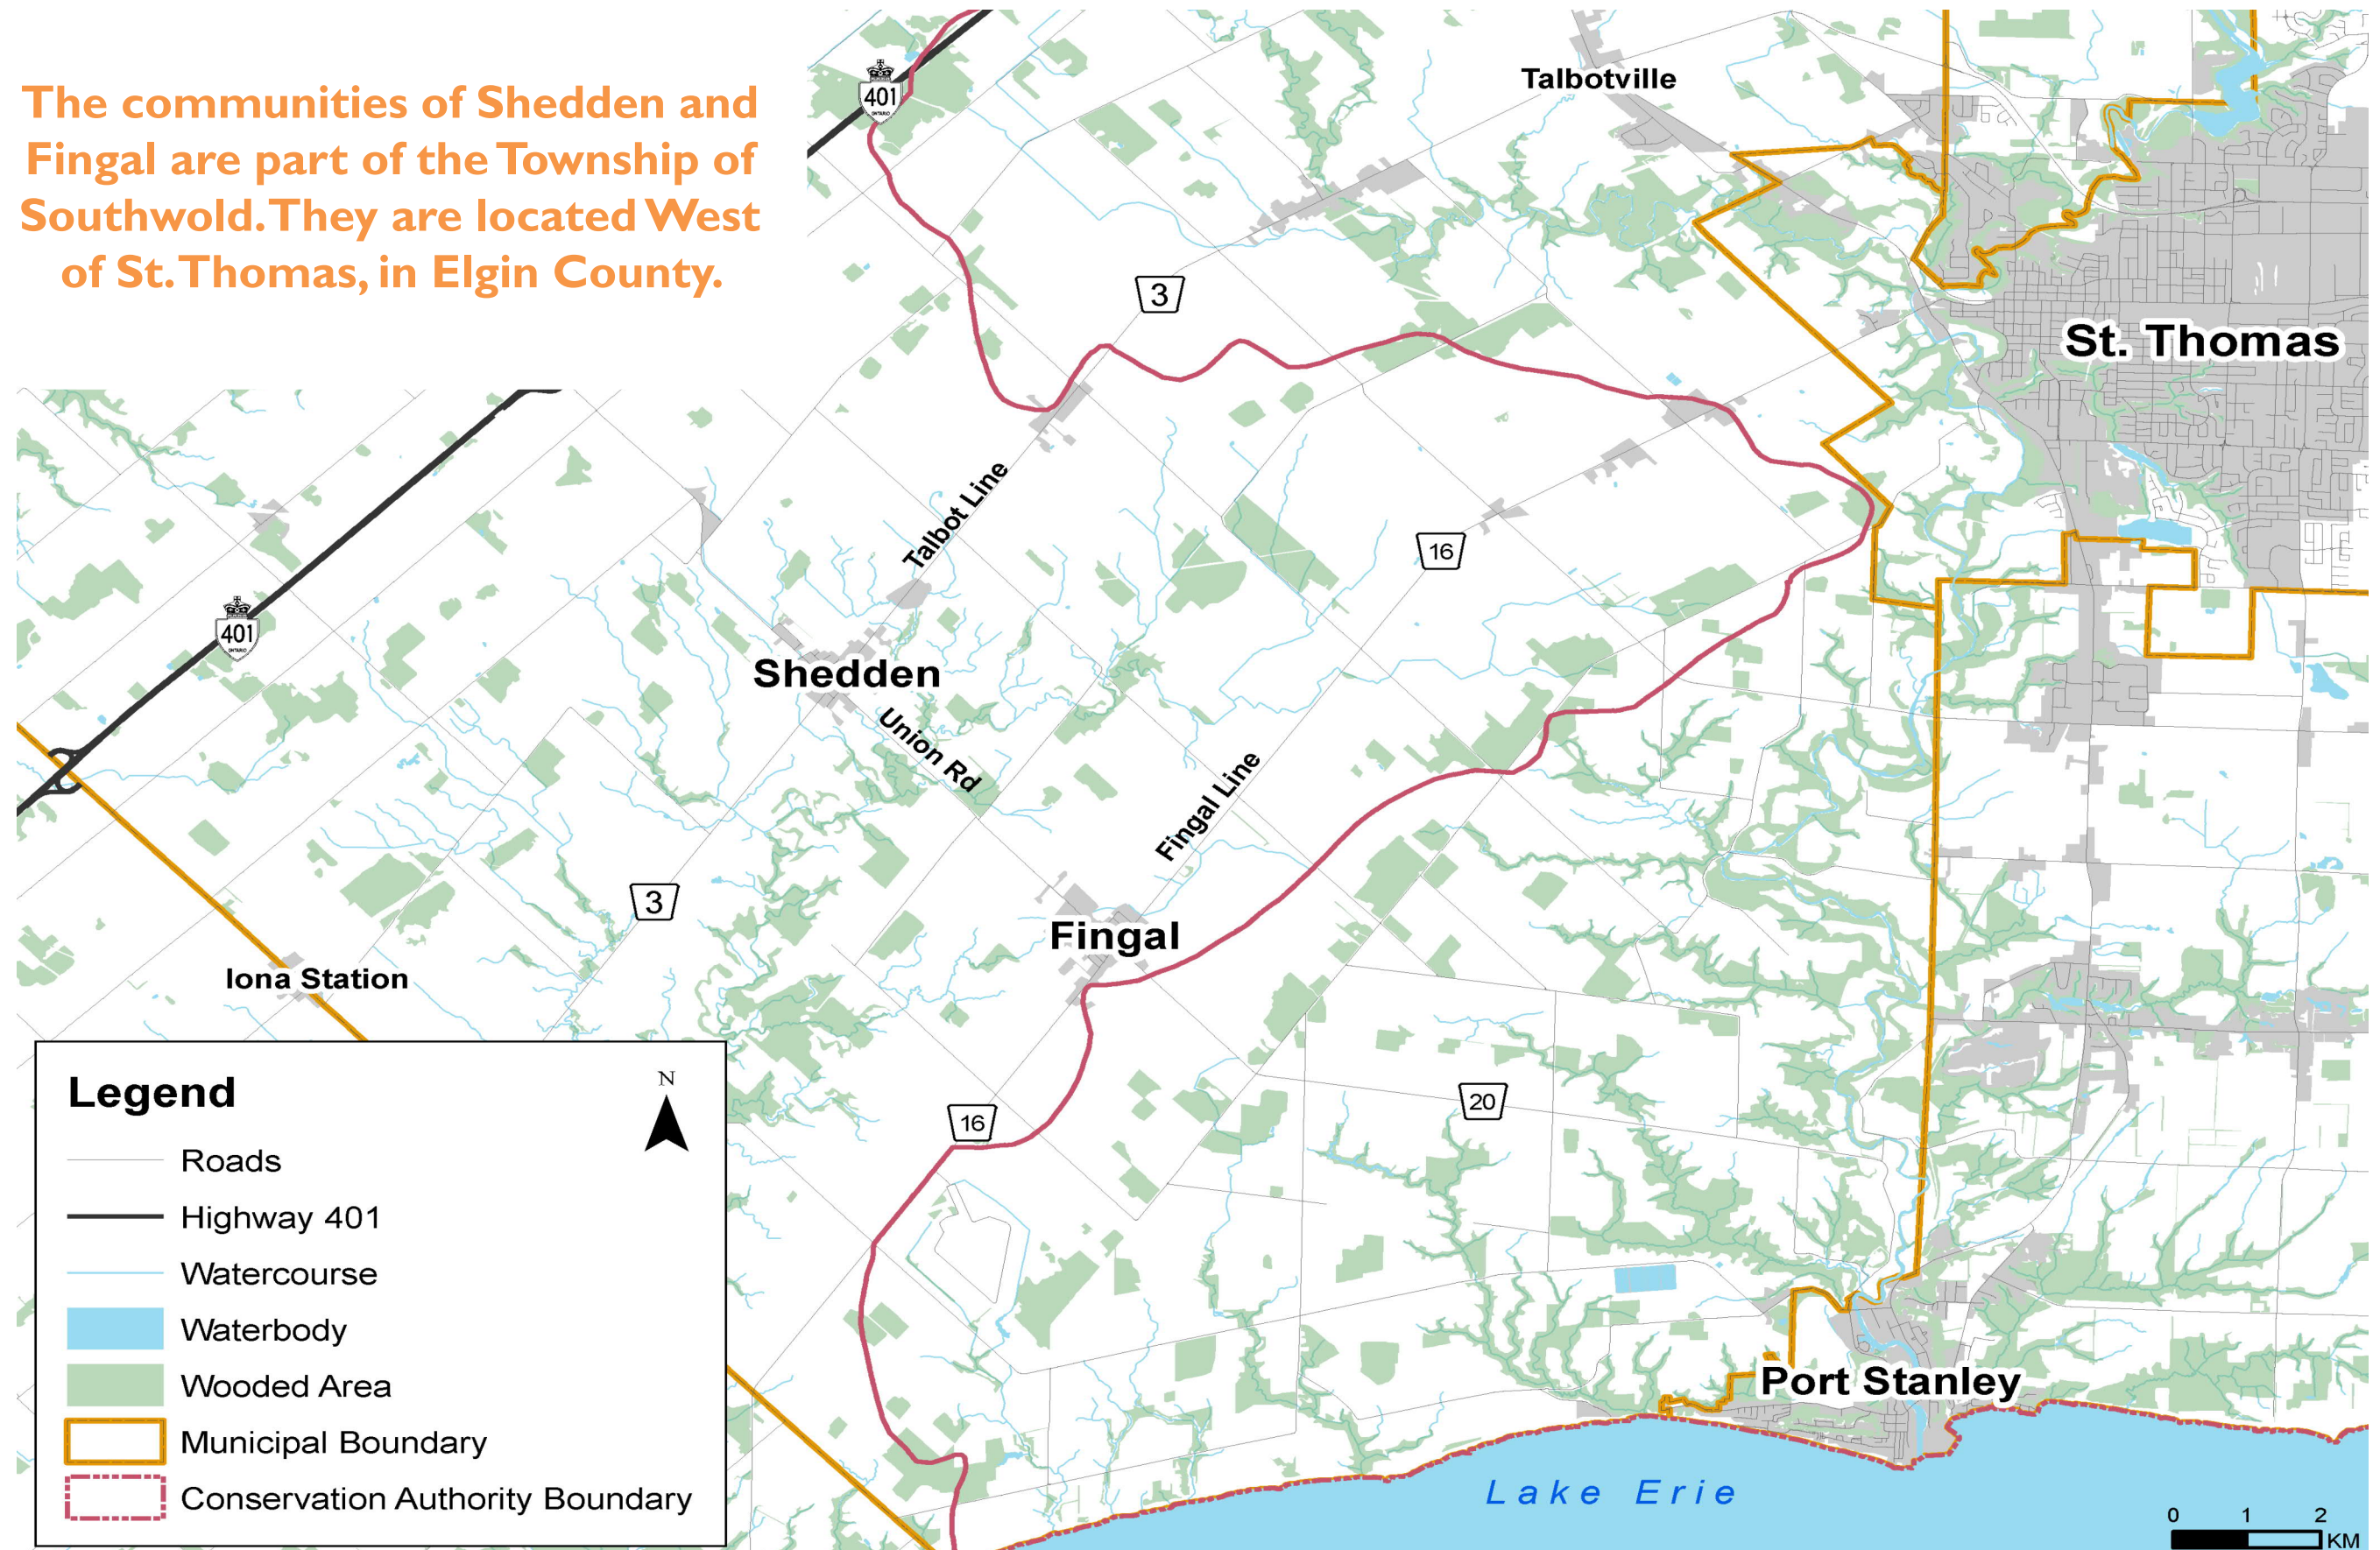 The communities of Shedden and
Fingal are part of the Township of
Southwold. They are located West
of St. Thomas, in Elgin County.
401
ONTARIO
Talbotville
3
St. Thomas
Talbot Line
16
401
ONTARIO
Shedden
Union Rd
Fingal Line
3
Fingal
Iona Station
16
20
Port Stanley
Lake Erie
Legend
N
Roads
Highway 401
Watercourse
Waterbody
Wooded Area
Municipal Boundary
Conservation Authority Boundary
0 1 2
KM